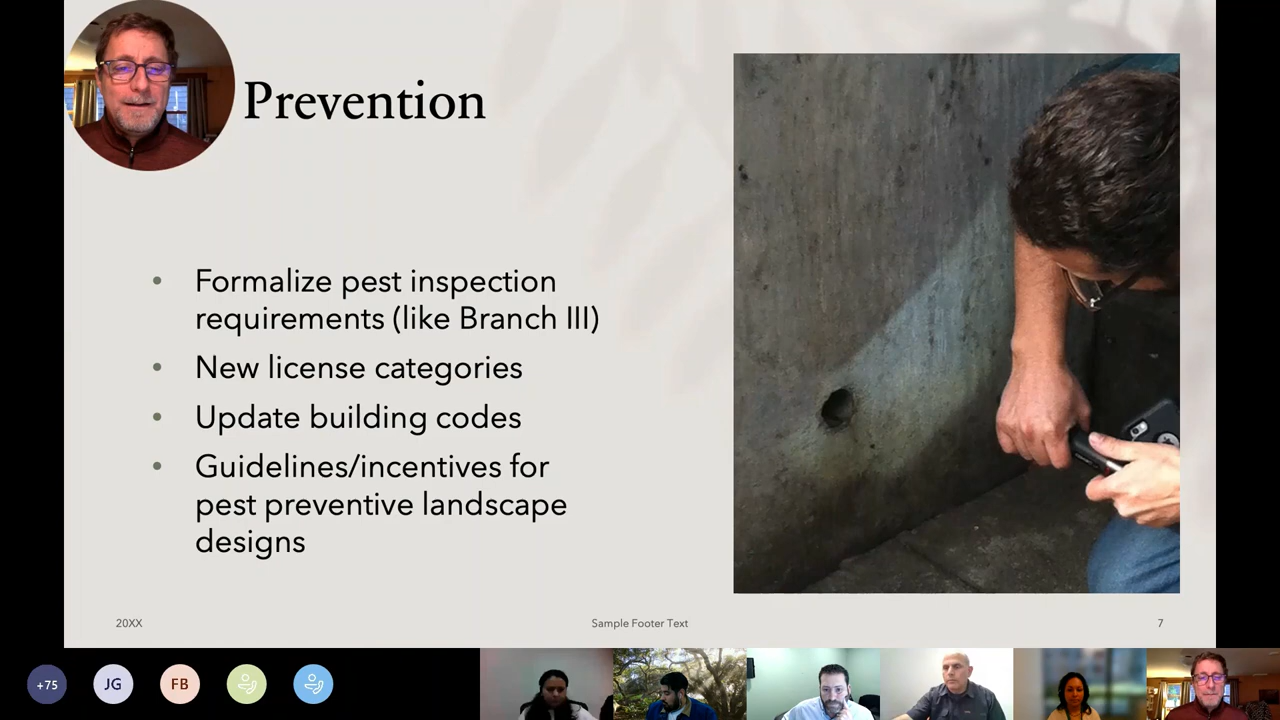 Prevention
• Formalize pest inspection
requirements (like Branch III)
• New license categories
• Update building codes
• Guidelines/incentives for
pest preventive landscape
designs
20XX
Sample Footer Text
7
+75
JG
FB